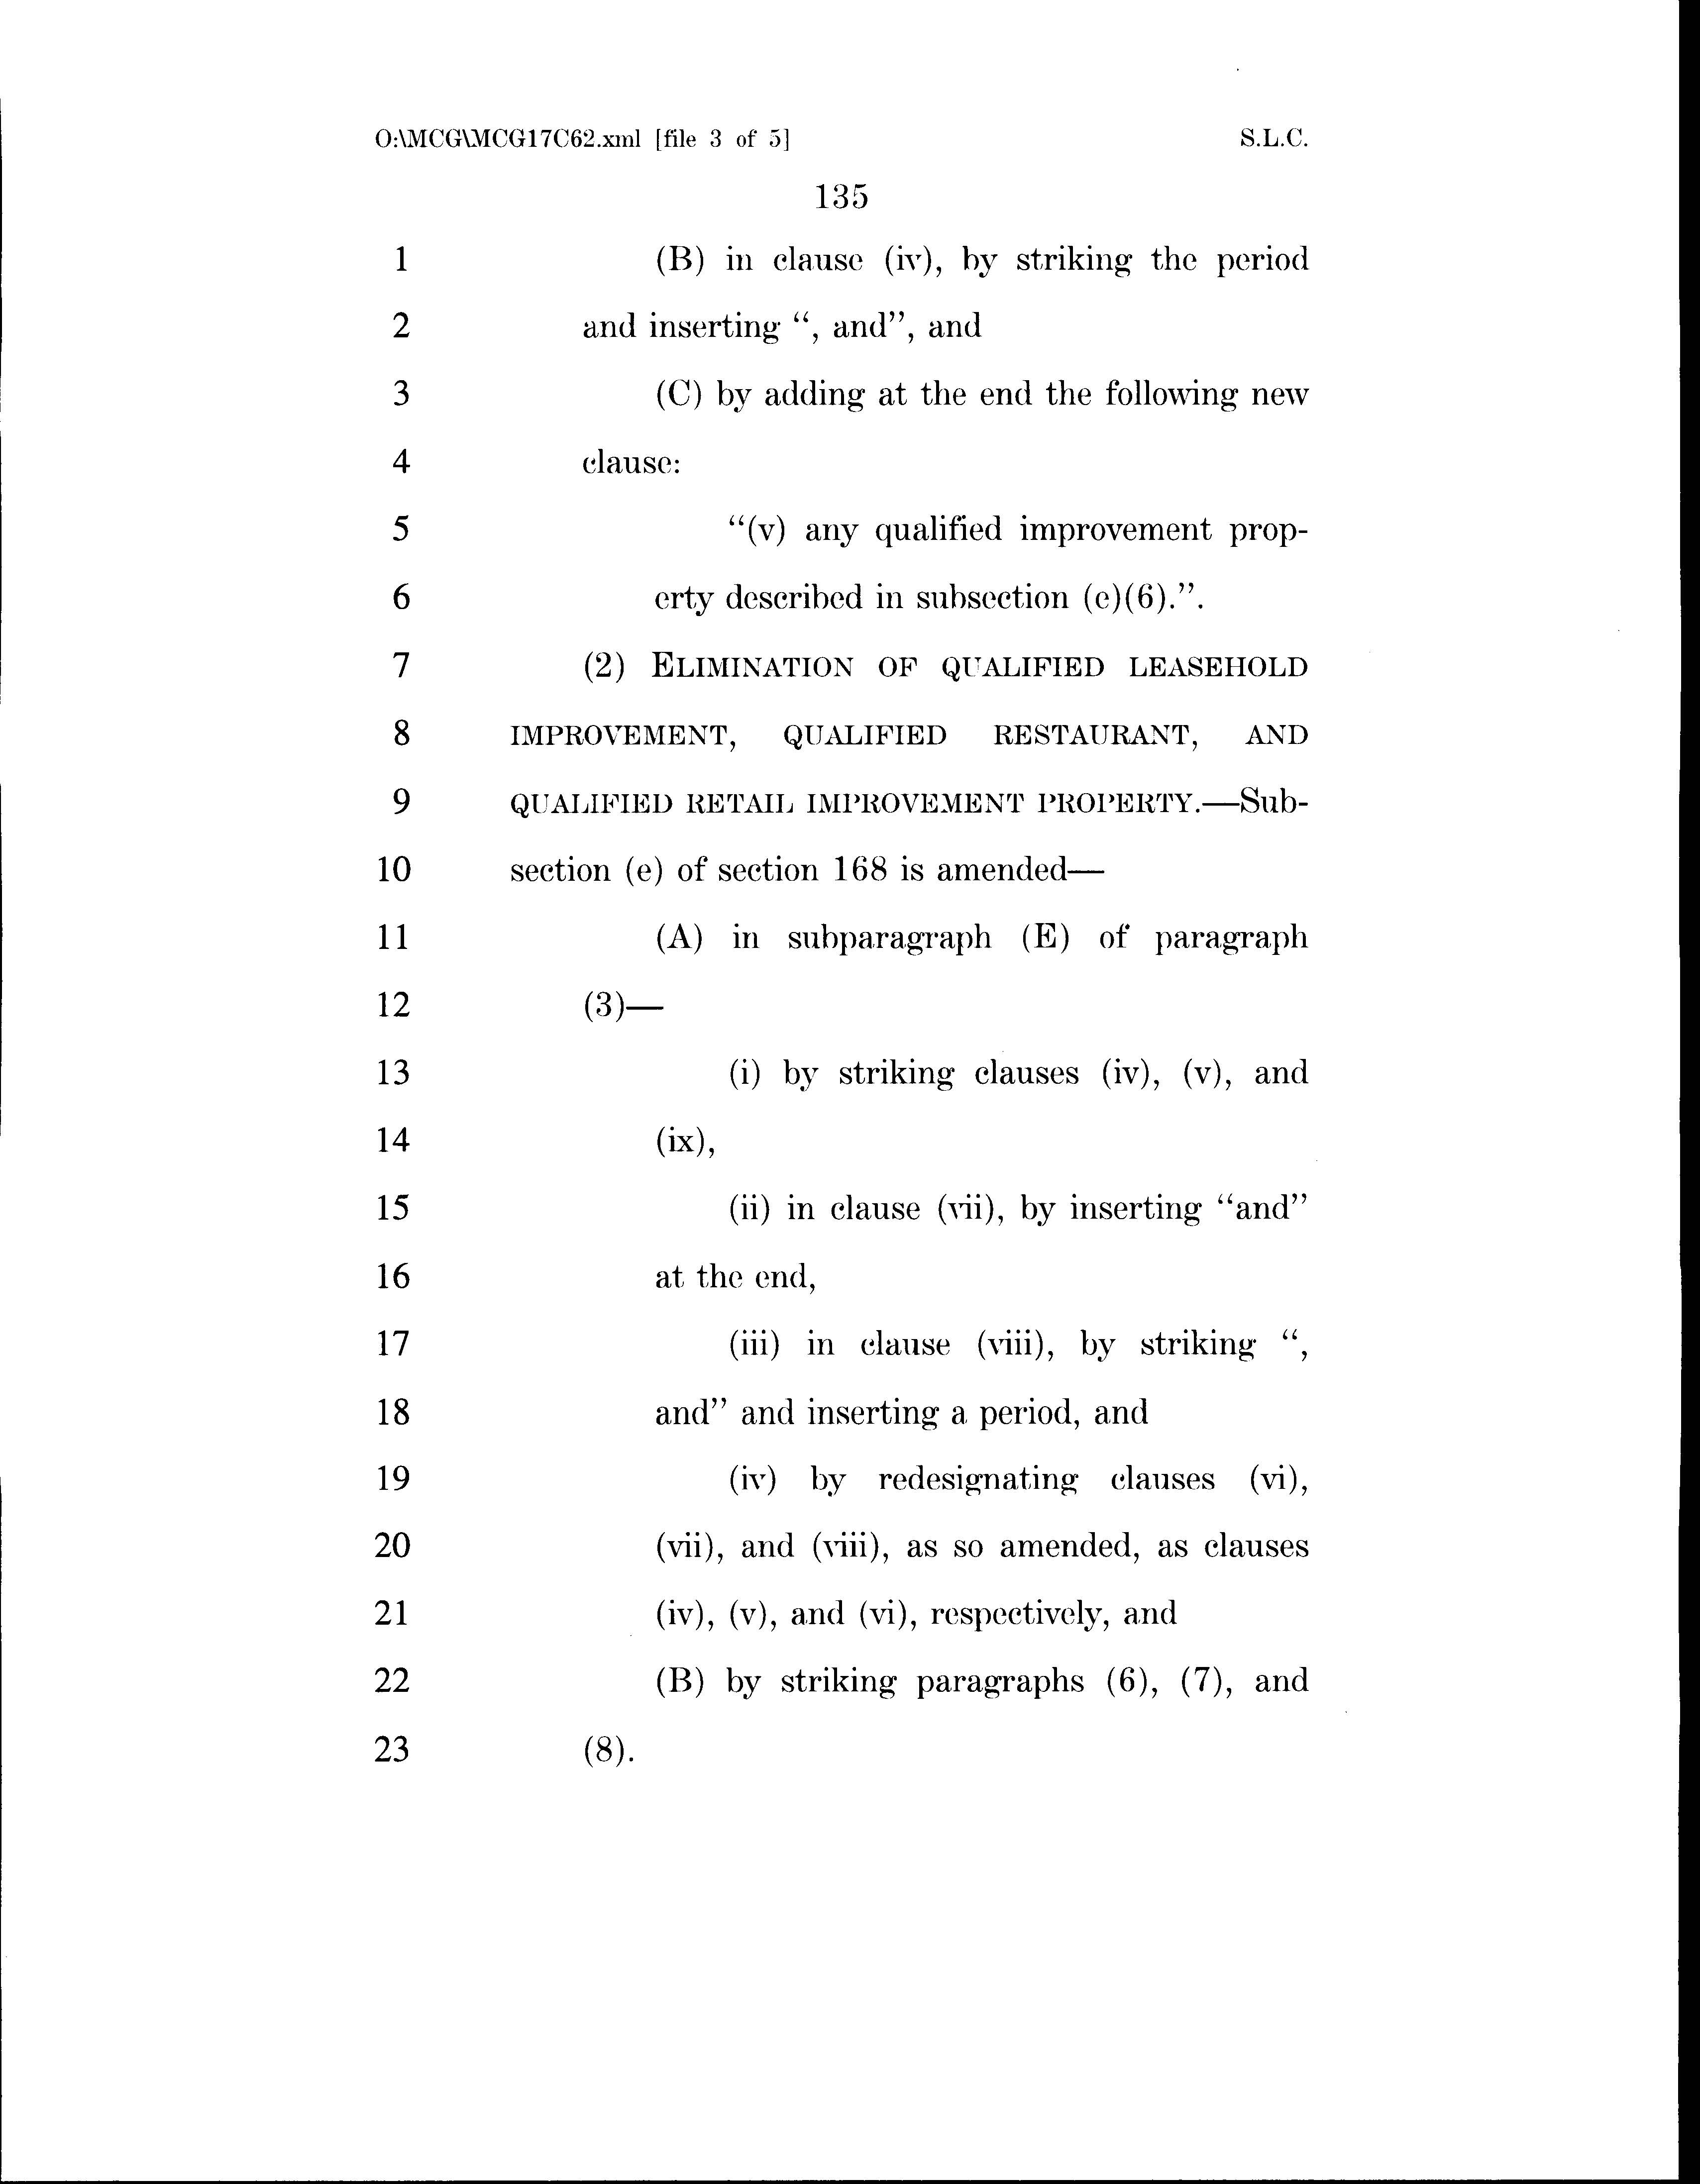 O:\MCG\MCG17C62.xml [file 3 of 5] S.L.C.
135
1 (B) in clause (iv), by striking the period
2 and inserting “, and”, and
3 (C) by adding at the end the following new
4 clause:
5 “(v) any qualified improvement prop-
6 erty described in subsection (e)(6).”.
7 (2) ELIMINATION OF QUALIFIED LEASEHOLD
8 IMPROVEMENT, QUALIFIED RESTAURANT, AND
9 QUALIFIED RETAIL IMPROVEMENT PROPERTY.—Sub-
10 section (e) of section 168 is amended—
11 (A) in subparagraph (E) of paragraph
12 (3)—
13 (i) by striking clauses (iv), (v), and
14 (ix),
15 (ii) in clause (vii), by inserting “and”
16 at the end,
17 (iii) in clause (viii), by striking “,
18 and” and inserting a period, and
19 (iv) by redesignating clauses (vi),
20 (vii), and (viii), as so amended, as clauses
21 (iv), (v), and (vi), respectively, and
22 (B) by striking paragraphs (6), (7), and
23 (8).